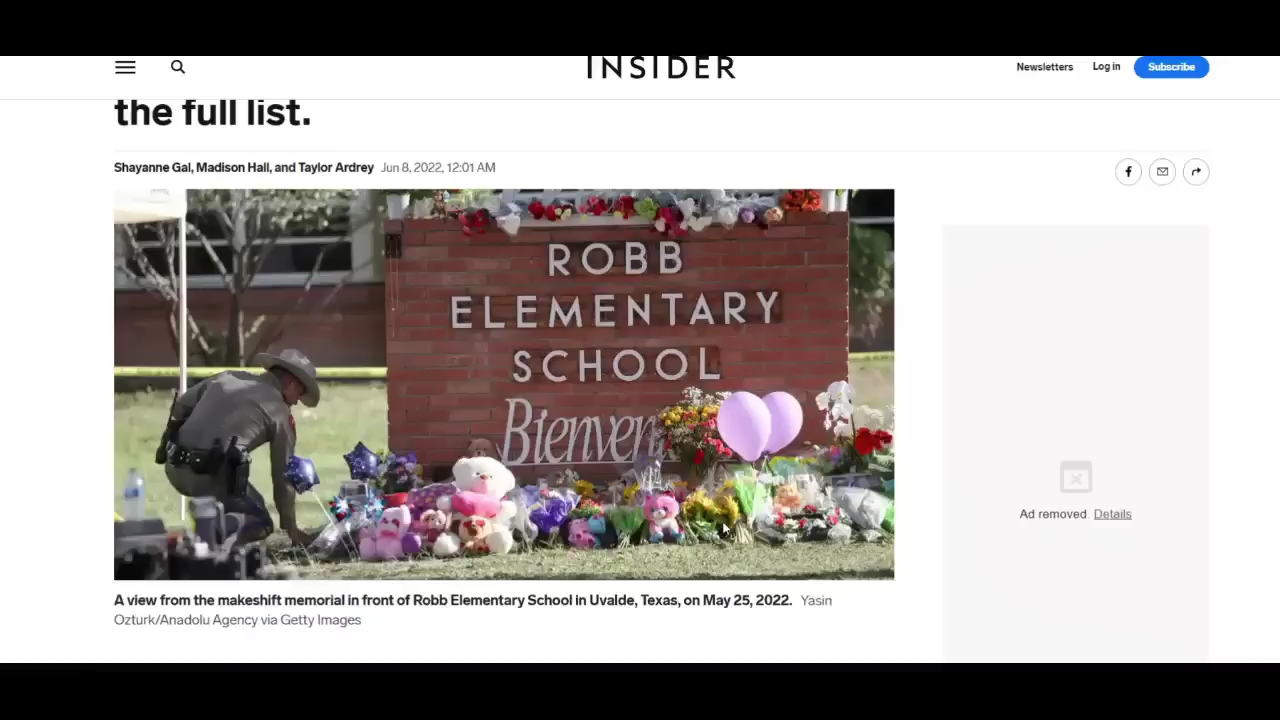 INSIDER
Newsletters
Log in
Subscribe
the full list.
Shayanne Gal, Madison Hall, and Taylor Ardrey Jun 8, 2022, 12:01 AM
ROBB
ELEMENTARY
SCHOOL
Bienven
Ad removed. Details
A view from the makeshift memorial in front of Robb Elementary School in Uvalde, Texas, on May 25, 2022. Yasin
Ozturk/Anadolu Agency via Getty Images